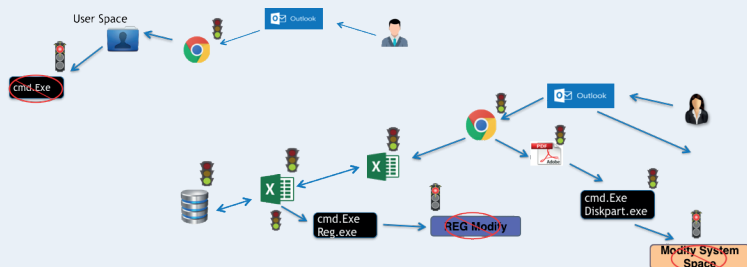 User Space
Outlook
cmd.Exe
Outlook
PDF
Adobe
cmd.Exe
Diskpart.exe
cmd.Exe
Reg.exe
REG Modify
Modify System
Space